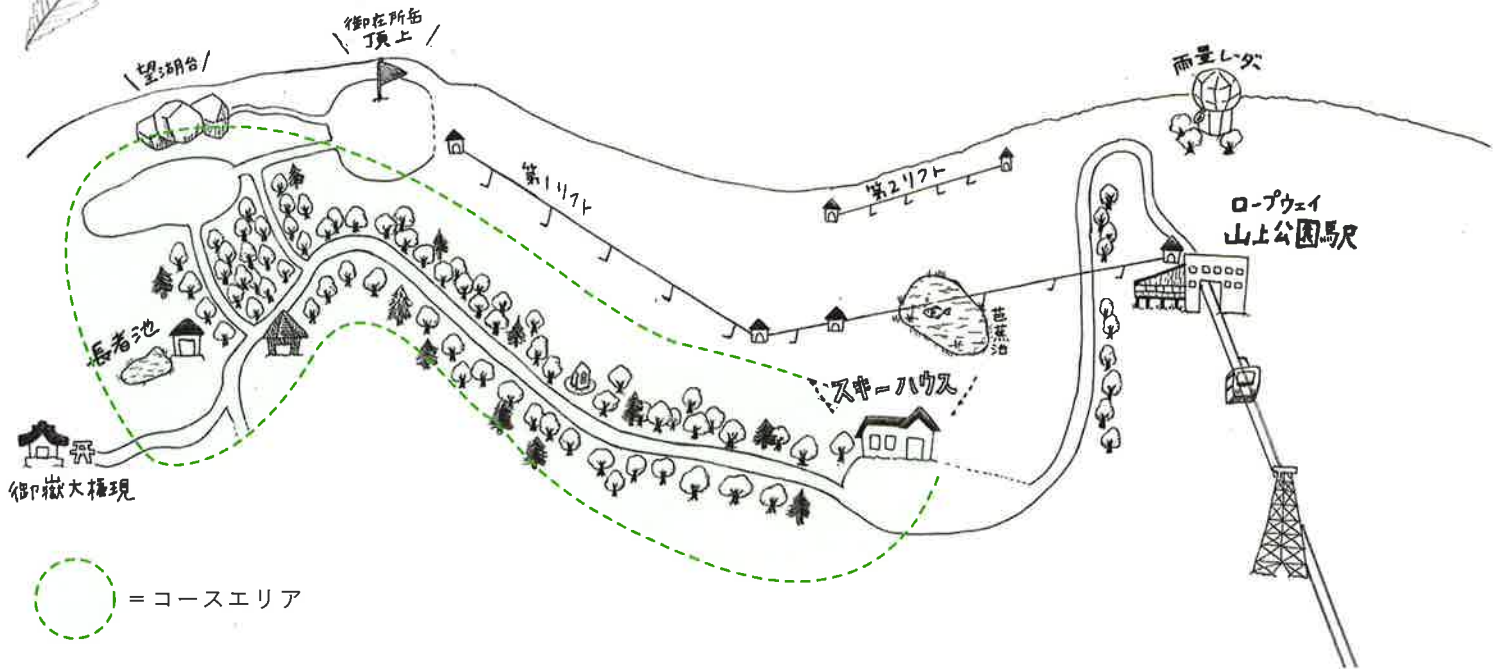 御在所岳
頂上
望湖台
雨量レーダー
第1リフト
第2リフト
ロープウェイ
山上公園駅
芭蕉池
長者池
スキーハウス
御嶽大権現
=コースエリア